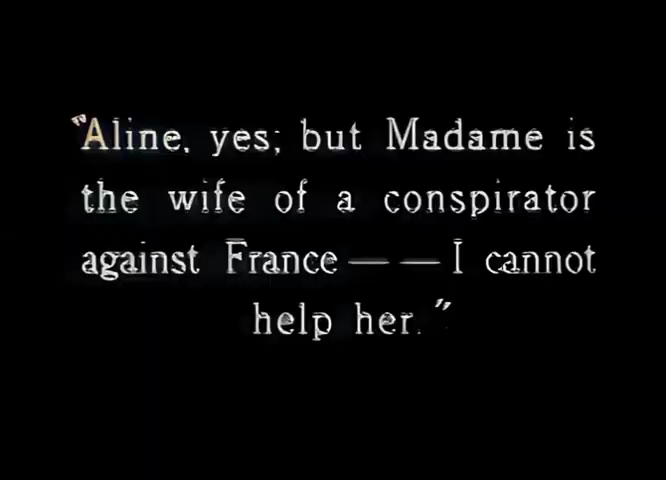 "Aline, yes; but Madame is
the wife of a conspirator
against France — — I cannot
help her."